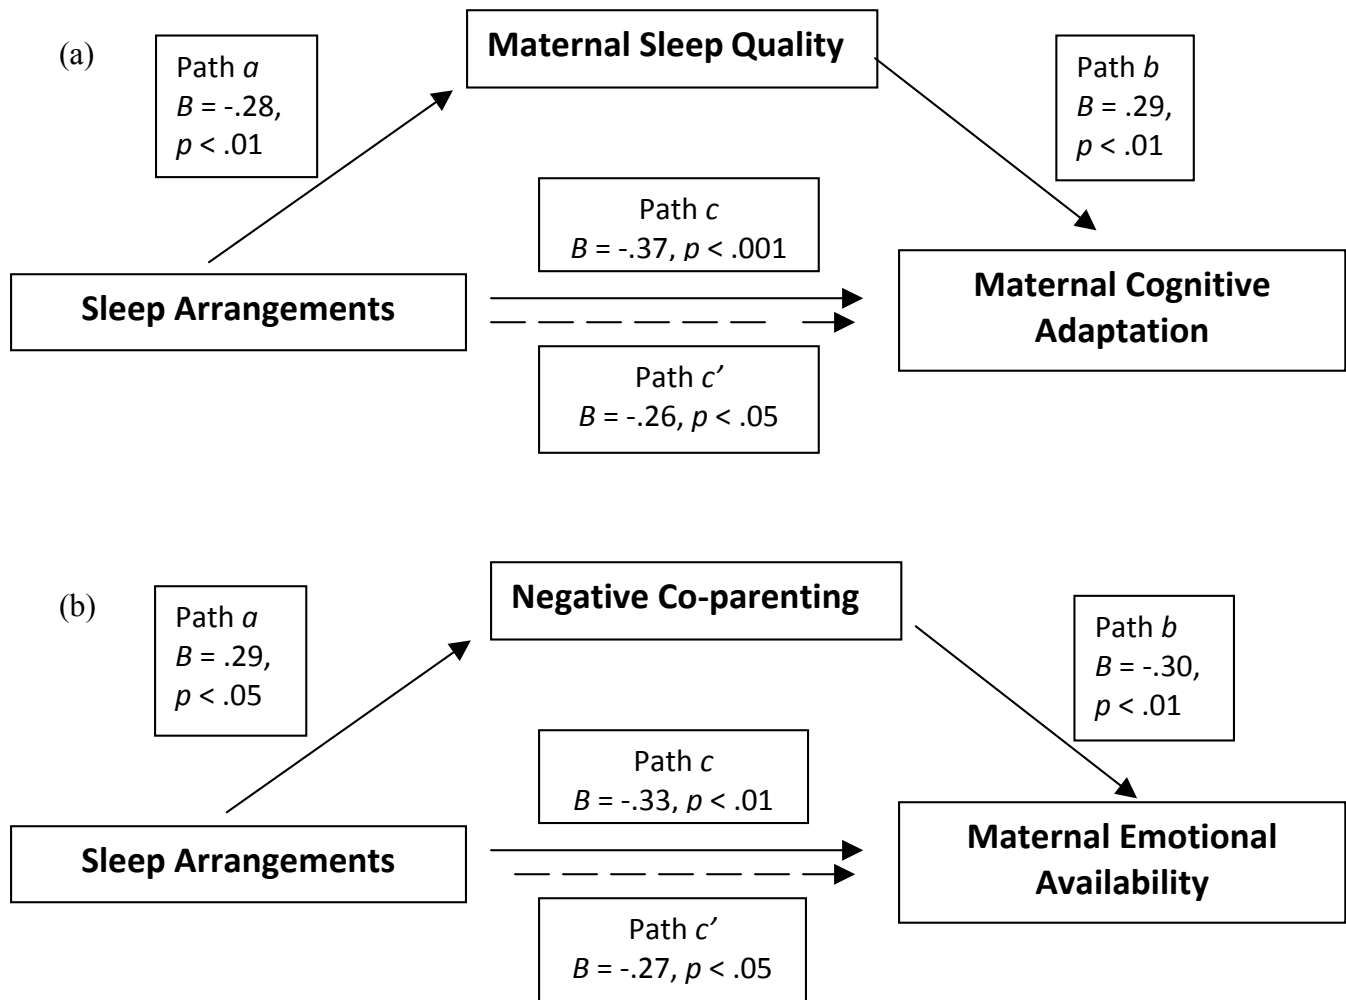 (a)
Maternal Sleep Quality
Path a
B = -.28,
p < .01
Path b
B = .29,
p < .01
Path c
B = -.37, p < .001
Sleep Arrangements
Maternal Cognitive
Adaptation
Path c’
B = -.26, p < .05
(b)
Negative Co-parenting
Path a
B = .29,
p < .05
Path b
B = -.30,
p < .01
Path c
B = -.33, p < .01
Sleep Arrangements
Maternal Emotional
Availability
Path c’
B = -.27, p < .05